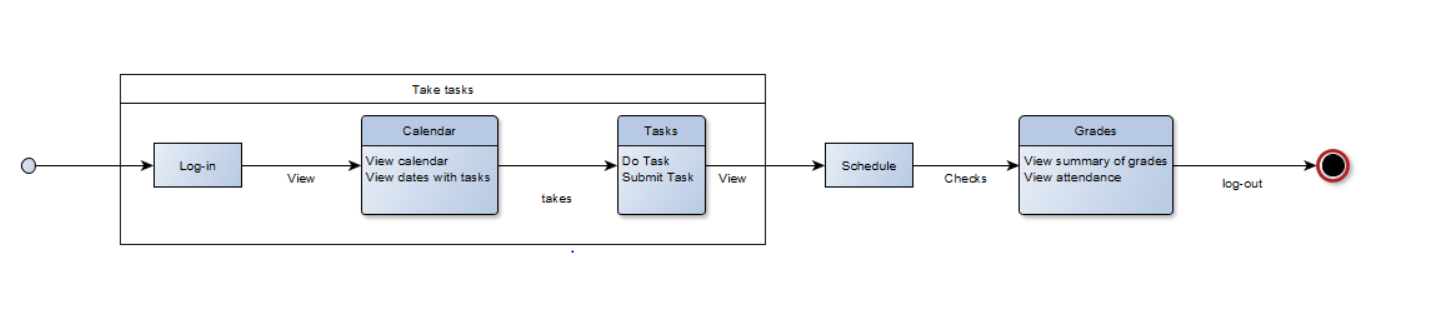 Take tasks
Log-in
View
Calendar
View calendar
View dates with tasks
takes
Tasks
Do Task
Submit Task
View
Schedule
Checks
Grades
View summary of grades
View attendance
log-out